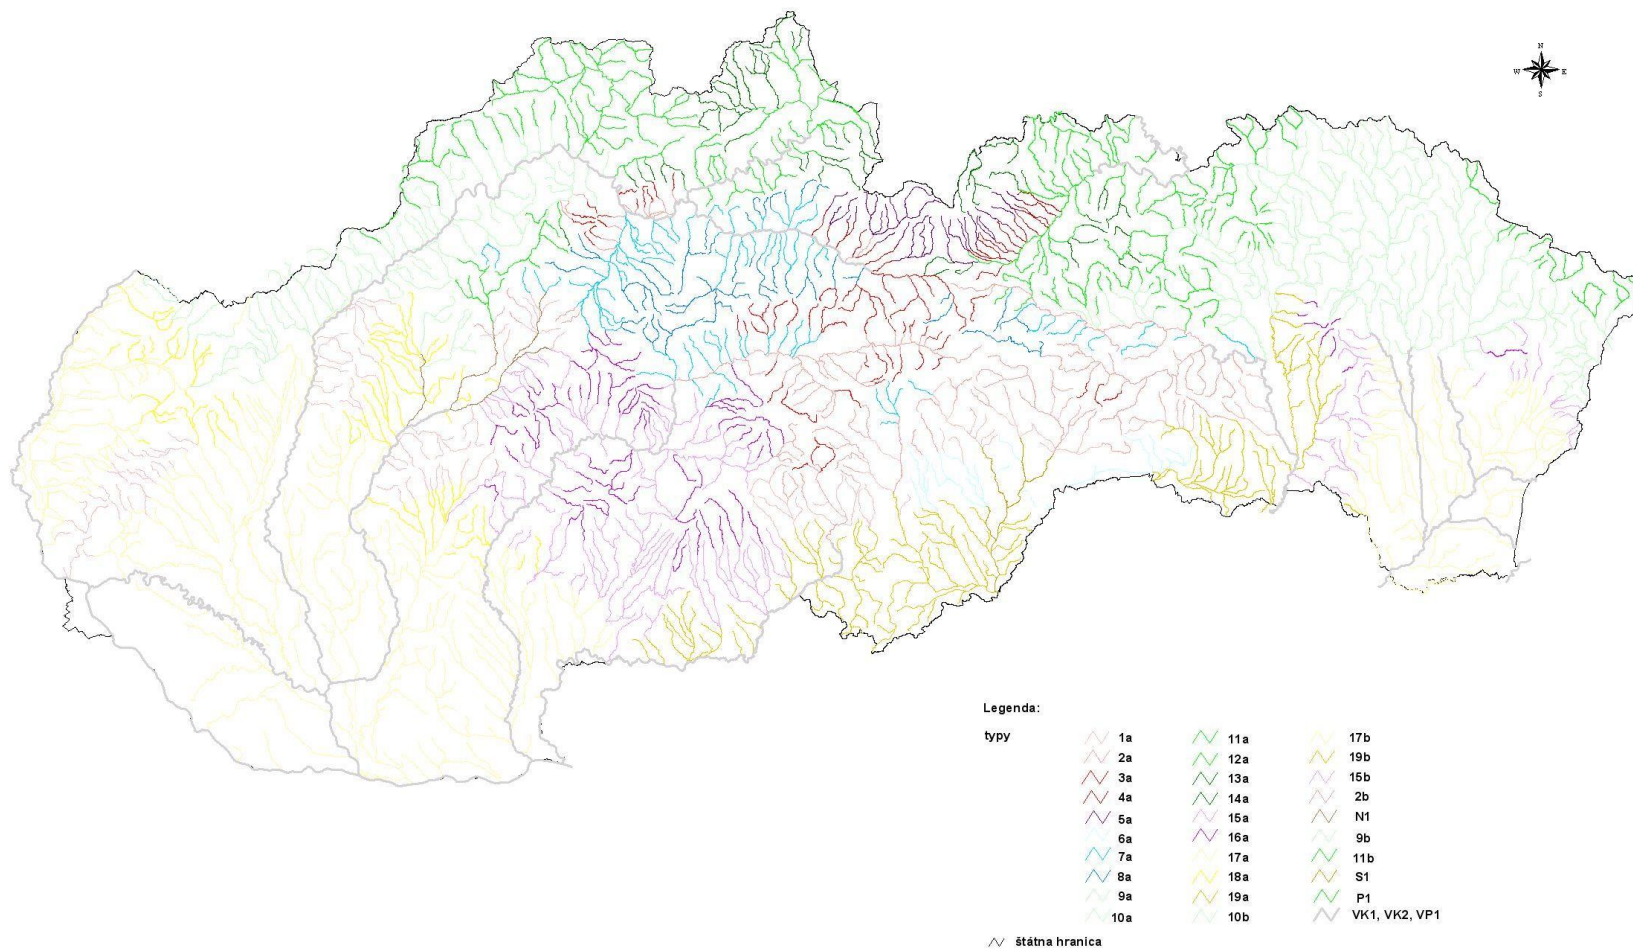 N
W E
S
Legenda:
typy
1a
2a
3a
4a
5a
6a
7a
8a
9a
10a
11a
12a
13a
14a
15a
16a
17a
18a
19a
10b
17b
19b
15b
2b
N1
9b
11b
S1
P1
VK1, VK2, VP1
štátna hranica